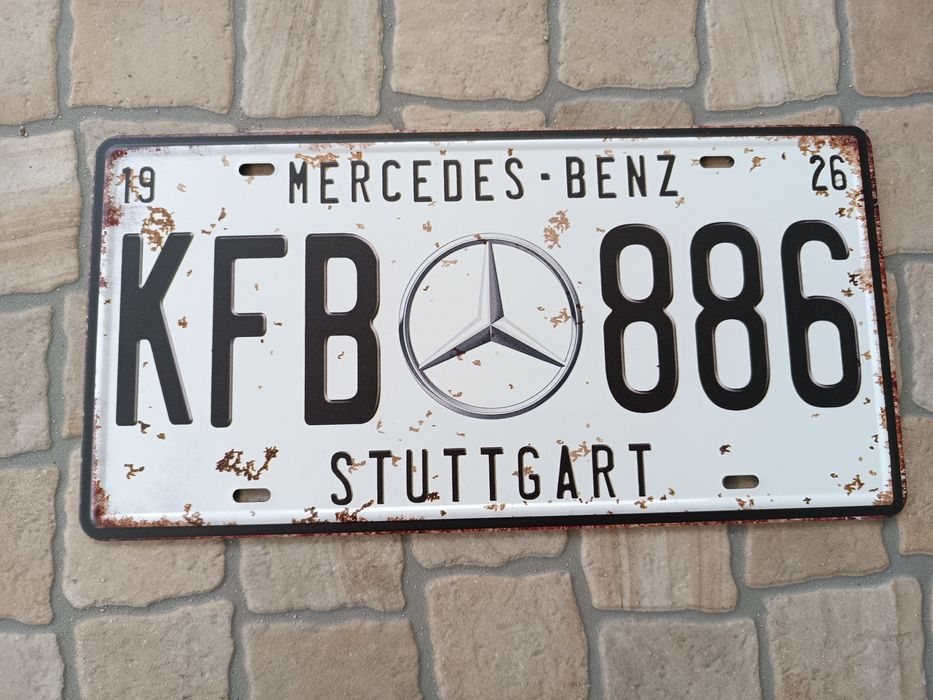 19 MERCEDES-BENZ 26
KFB 886
STUTTGART